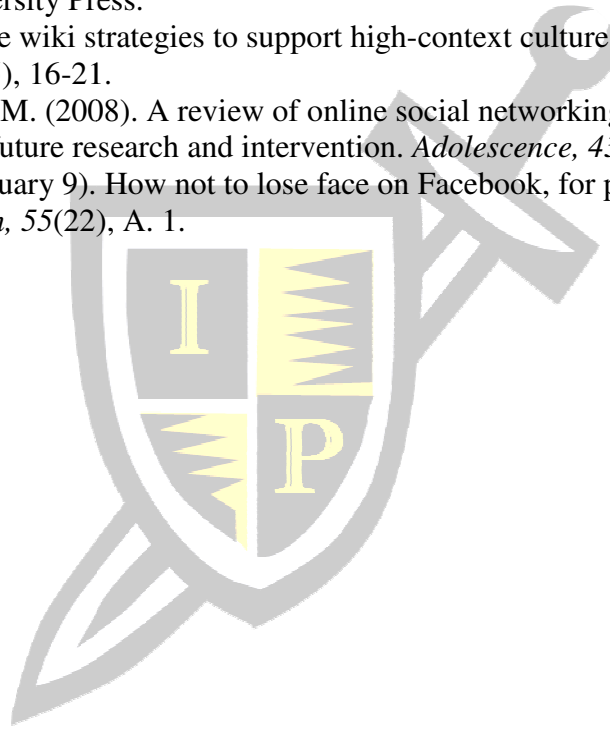 ersity Press.
e wiki strategies to support high-context culture
), 16-21.
M. (2008). A review of online social networking
future research and intervention. Adolescence, 43
uary 9). How not to lose face on Facebook, for p
n, 55(22), A. 1.
I
P